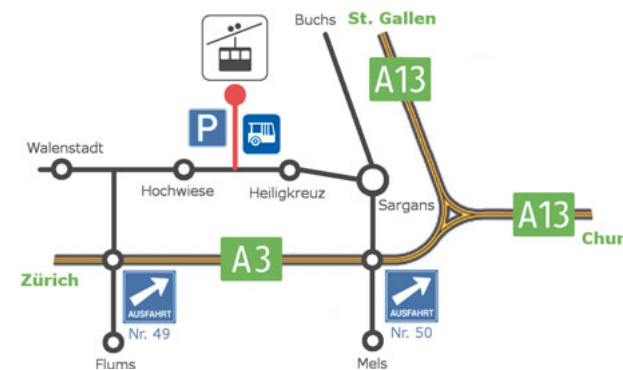 Buchs
St. Gallen
A13
P
Walenstadt
Hochwiese
Heiligkreuz
Sargans
A13
Chur
A3
Zürich
AUSFAHRT
Nr. 49
AUSFAHRT
Nr. 50
Flums
Mels